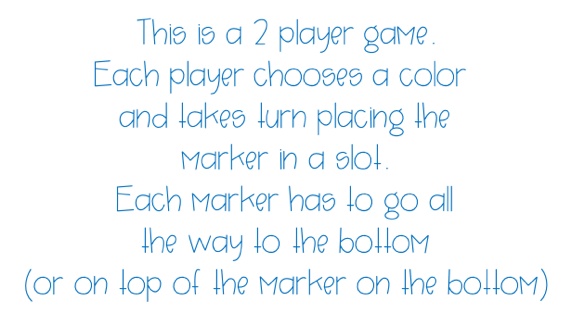 This is a 2 player game.
Each player chooses a color
and takes turn placing the
marker in a slot.
Each marker has to go all
the way to the bottom
(or on top of the marker on the bottom)